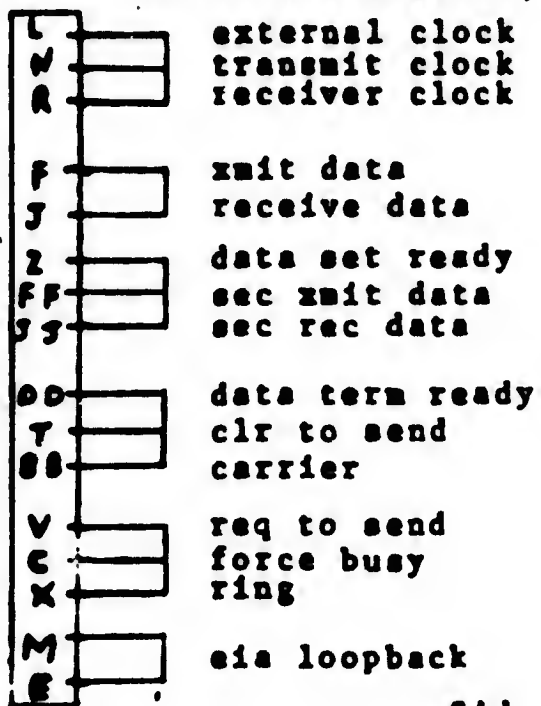 L external clock
N transmit clock
R receiver clock
F xmit data
J receive data
Z data set ready
FF sec xmit data
JJ sec rec data
DD data term ready
T clr to send
BB carrier
V req to send
C force busy
X ring
M
eia loopback
E